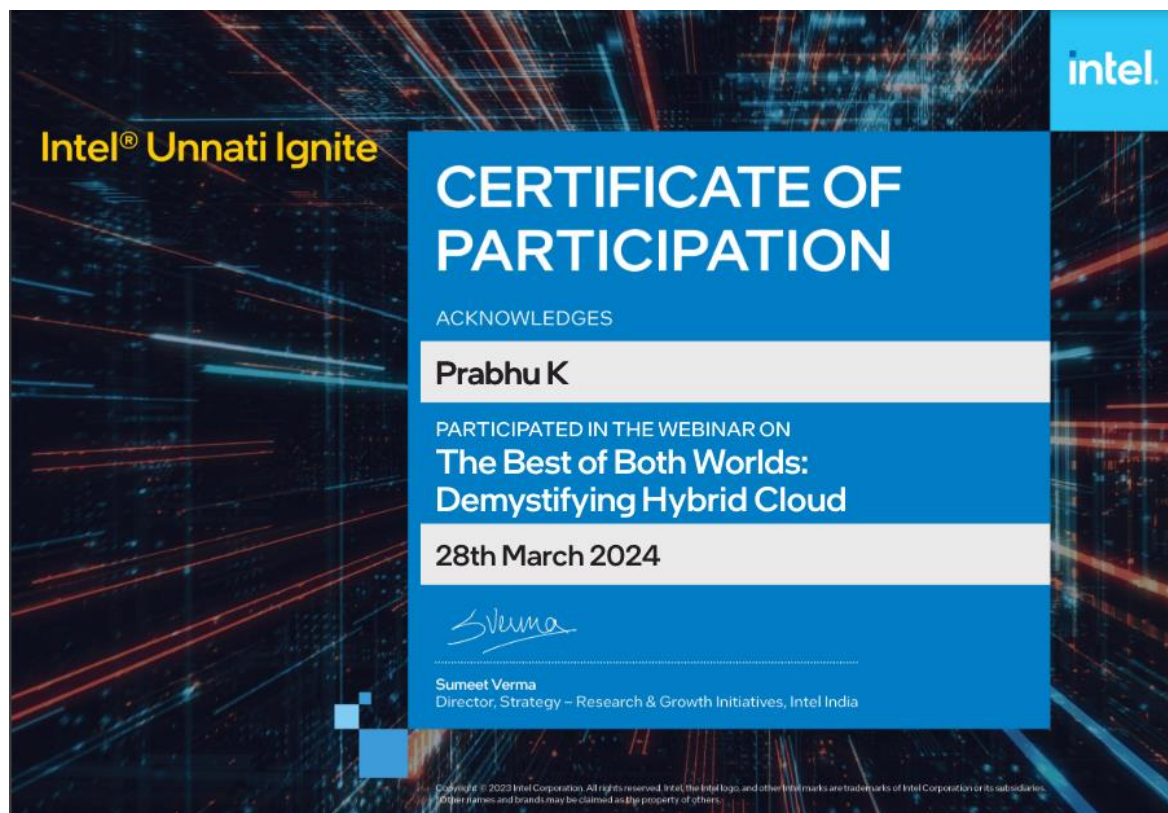 intel.
Intel® Unnati Ignite
CERTIFICATE OF
PARTICIPATION
ACKNOWLEDGES
Prabhu K
PARTICIPATED IN THE WEBINAR ON
The Best of Both Worlds:
Demystifying Hybrid Cloud
28th March 2024
SVerma
Sumeet Verma
Director, Strategy – Research & Growth Initiatives, Intel India
Copyright © 2023 Intel Corporation. All rights reserved. Intel, the Intel logo, and other Intel marks are trademarks of Intel Corporation or its subsidiaries.
*Other names and brands may be claimed as the property of others.